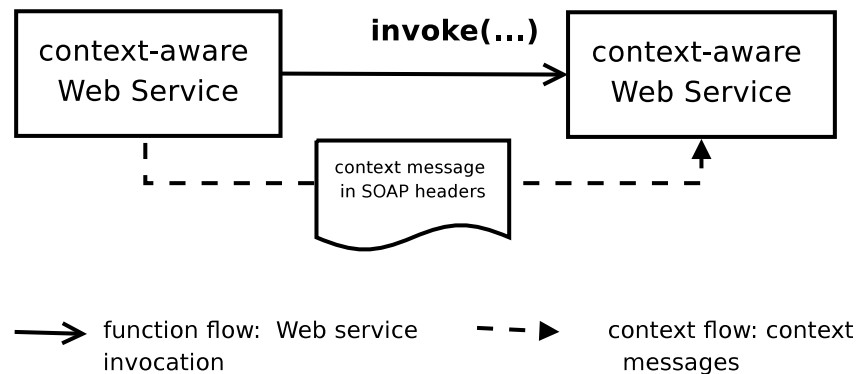 invoke(...)
context-aware
Web Service
context-aware
Web Service
context message
in SOAP headers
function flow: Web service
invocation
context flow: context
messages